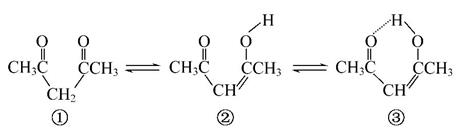 H H
O O O O O O
CH₃C CCH₃ ⇌ CH₃C CCH₃ ⇌ CH₃C CCH₃
CH₂ CH CH
① ② ③